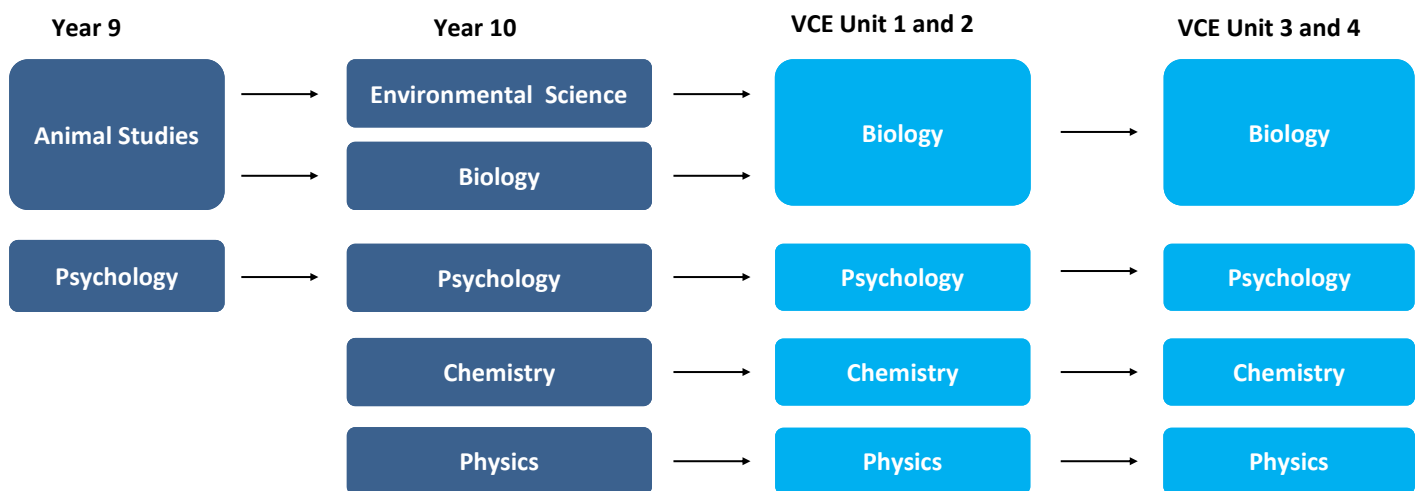 Year 9
Year 10
VCE Unit 1 and 2
VCE Unit 3 and 4
Animal Studies
Environmental Science
Biology
Biology
Biology
Psychology
Psychology
Psychology
Psychology
Chemistry
Chemistry
Chemistry
Physics
Physics
Physics